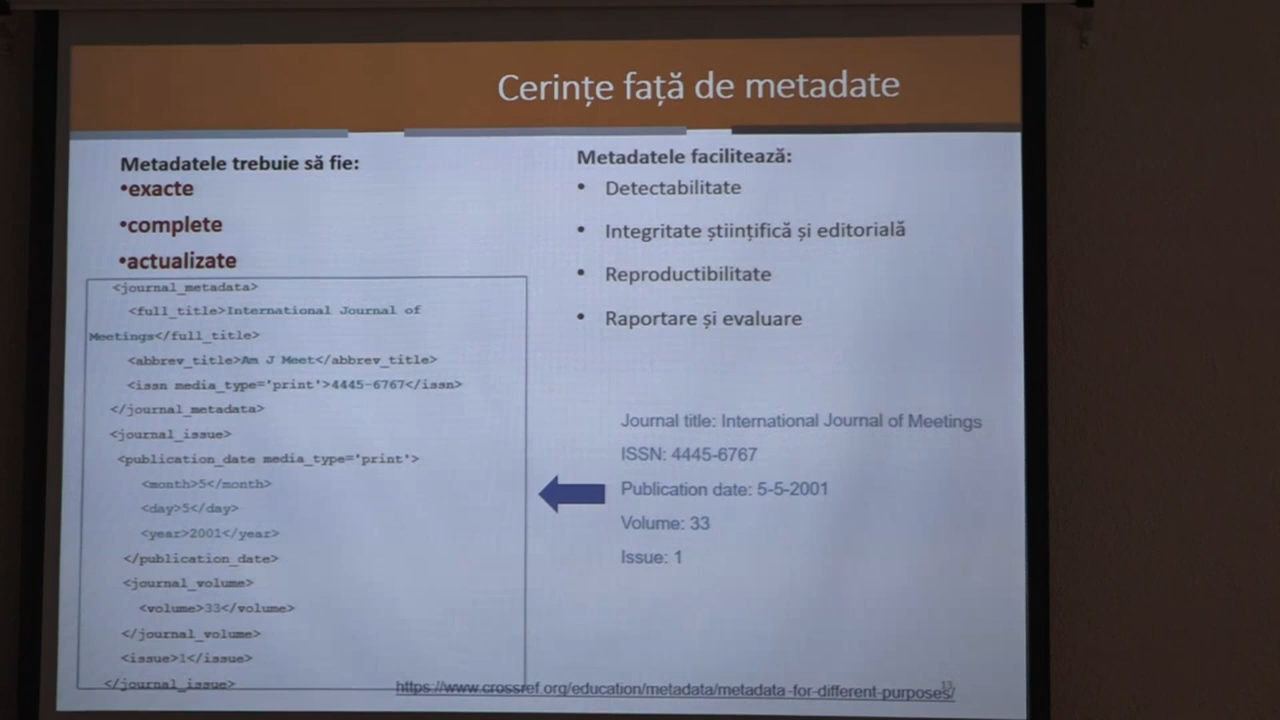 Cerințe față de metadate
Metadatele trebuie să fie:
•exacte
•complete
•actualizate
<journal_metadata>
<full_title>International Journal of
Meetings</full_title>
<abbrev_title>Am J Meet</abbrev_title>
<issn media_type='print'>4445-6767</issn>
</journal_metadata>
<journal_issue>
<publication_date media_type='print'>
<month>5</month>
<day>5</day>
<year>2001</year>
</publication_date>
<journal_volume>
<volume>33</volume>
</journal_volume>
<issue>1</issue>
</journal_issue>
Metadatele facilitează:
• Detectabilitate
• Integritate științifică și editorială
• Reproductibilitate
• Raportare și evaluare
Journal title: International Journal of Meetings
ISSN: 4445-6767
Publication date: 5-5-2001
Volume: 33
Issue: 1
https://www.crossref.org/education/metadata/metadata-for-different-purposes/